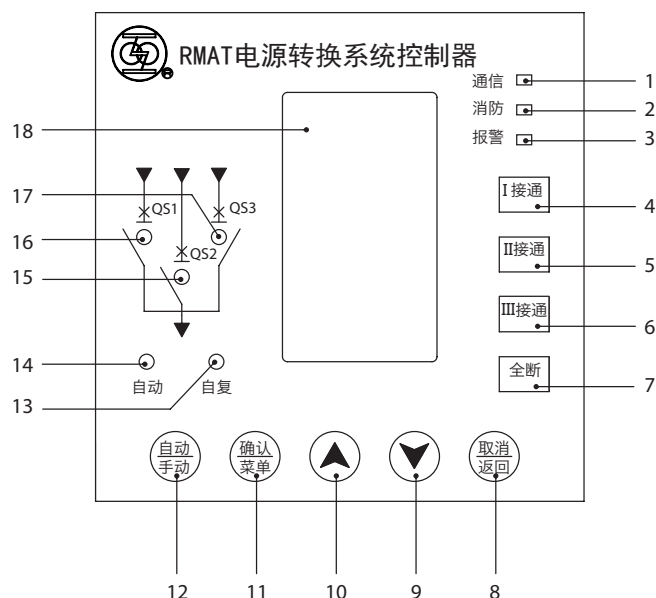 RMAT电源转换系统控制器
®
通信
1
消防
2
报警
3
18
17
QS1
QS3
I接通
4
16
QS2
II接通
5
15
III接通
6
14
自动
自复
全断
7
13
自动
手动
确认
菜单
取消
返回
12
11
10
9
8